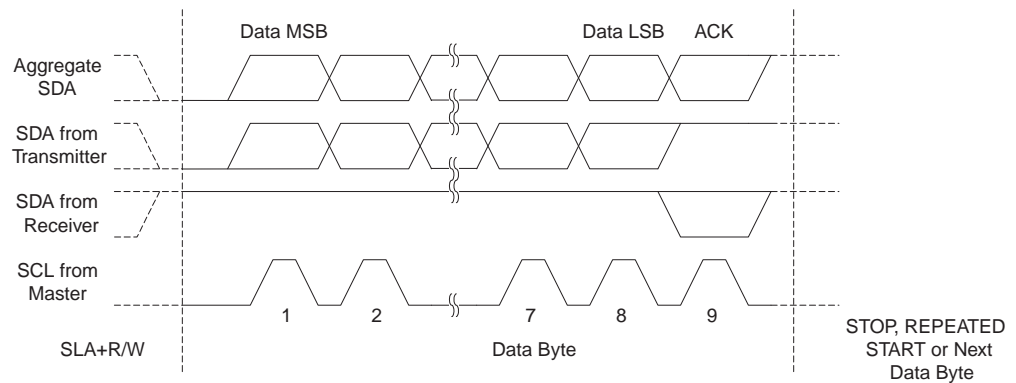 Data MSB
Data LSB
ACK
Aggregate
SDA
SDA from
Transmitter
SDA from
Receiver
SCL from
Master
1
2
7
8
9
SLA+R/W
Data Byte
STOP, REPEATED
START or Next
Data Byte